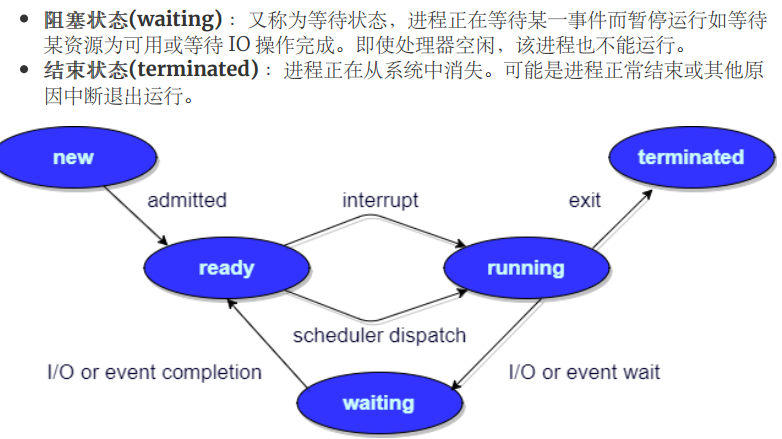 • 阻塞状态(waiting) ：又称为等待状态，进程正在等待某一事件而暂停运行如等待
某资源为可用或等待 IO 操作完成。即使处理器空闲，该进程也不能运行。
• 结束状态(terminated) ：进程正在从系统中消失。可能是进程正常结束或其他原
因中断退出运行。
new
terminated
admitted
interrupt
exit
ready
running
scheduler dispatch
I/O or event completion
I/O or event wait
waiting